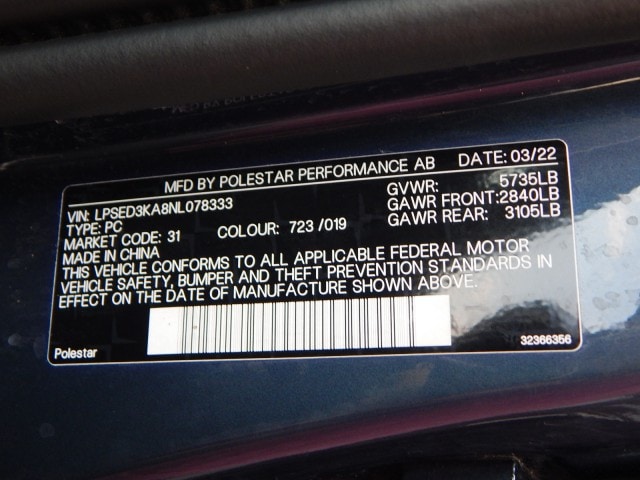 MFD BY POLESTAR PERFORMANCE AB DATE: 03/22
VIN: LPSED3KA8NL078333 GVWR: 5735LB
TYPE: PC GAWR FRONT: 2840LB
MARKET CODE: 31 COLOUR: 723 /019 GAWR REAR: 3105LB
MADE IN CHINA
THIS VEHICLE CONFORMS TO ALL APPLICABLE FEDERAL MOTOR
VEHICLE SAFETY, BUMPER AND THEFT PREVENTION STANDARDS IN
EFFECT ON THE DATE OF MANUFACTURE SHOWN ABOVE.
Polestar 32366356